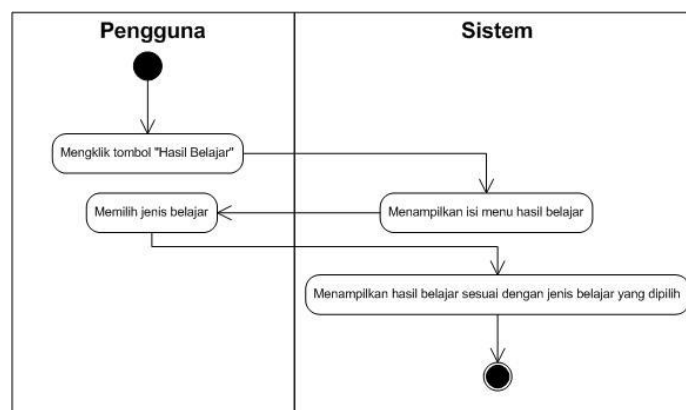 Pengguna
Sistem
Mengklik tombol "Hasil Belajar"
Memilih jenis belajar
Menampilkan isi menu hasil belajar
Menampilkan hasil belajar sesuai dengan jenis belajar yang dipilih